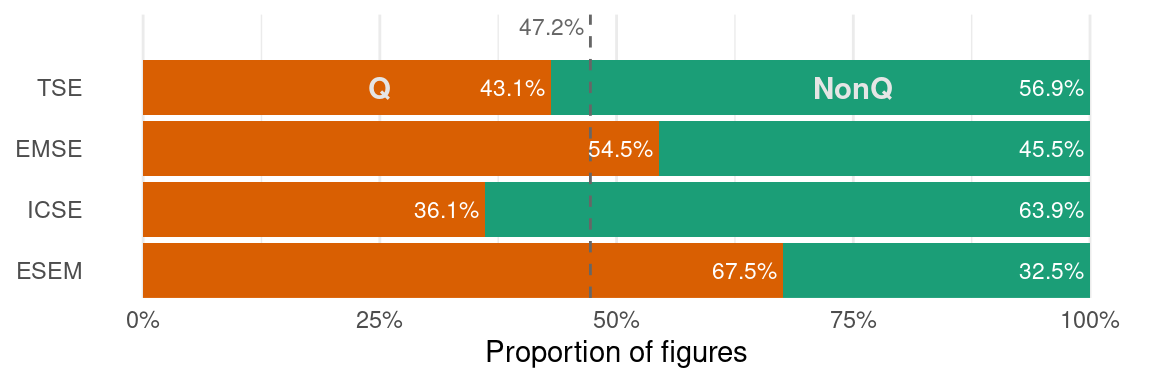 47.2%
TSE Q 43.1% NonQ 56.9%
EMSE 54.5% 45.5%
ICSE 36.1% 63.9%
ESEM 67.5% 32.5%
0% 25% 50% 75% 100%
Proportion of figures